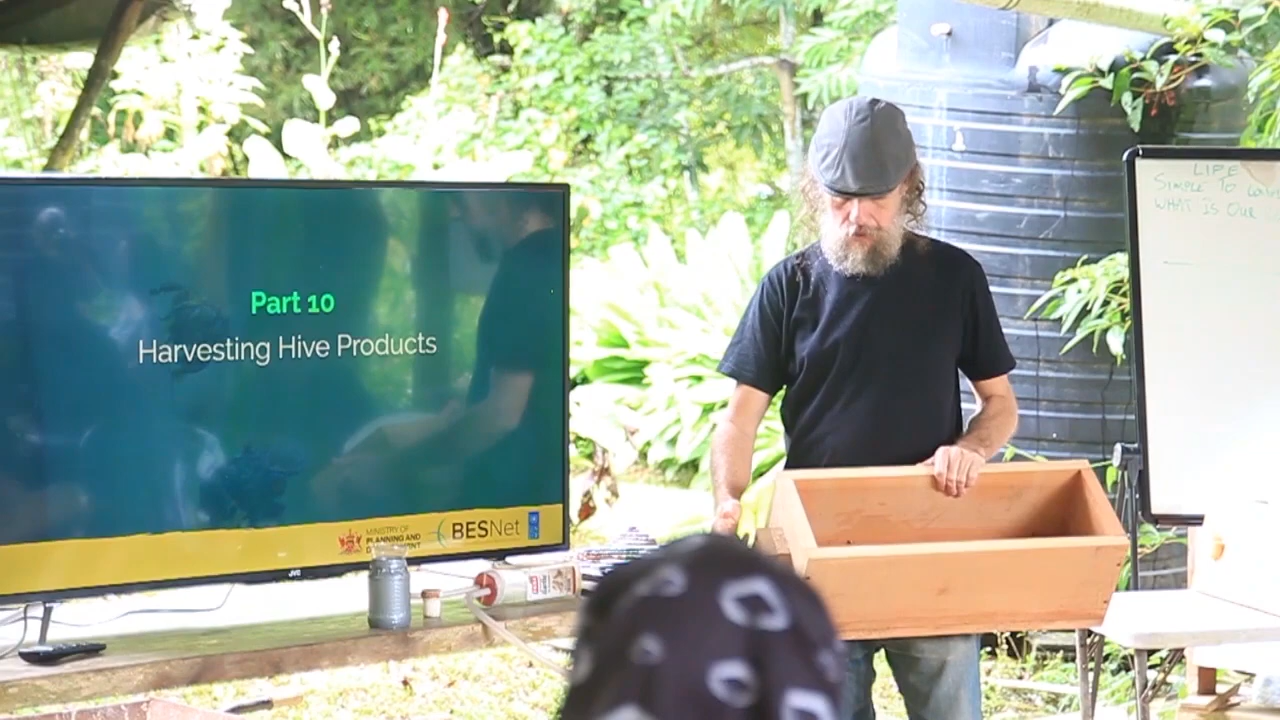 Part 10
Harvesting Hive Products
MINISTRY OF
PLANNING AND
BESNet
JVC
LIFE
SIMPLE TO
WHAT IS OUR